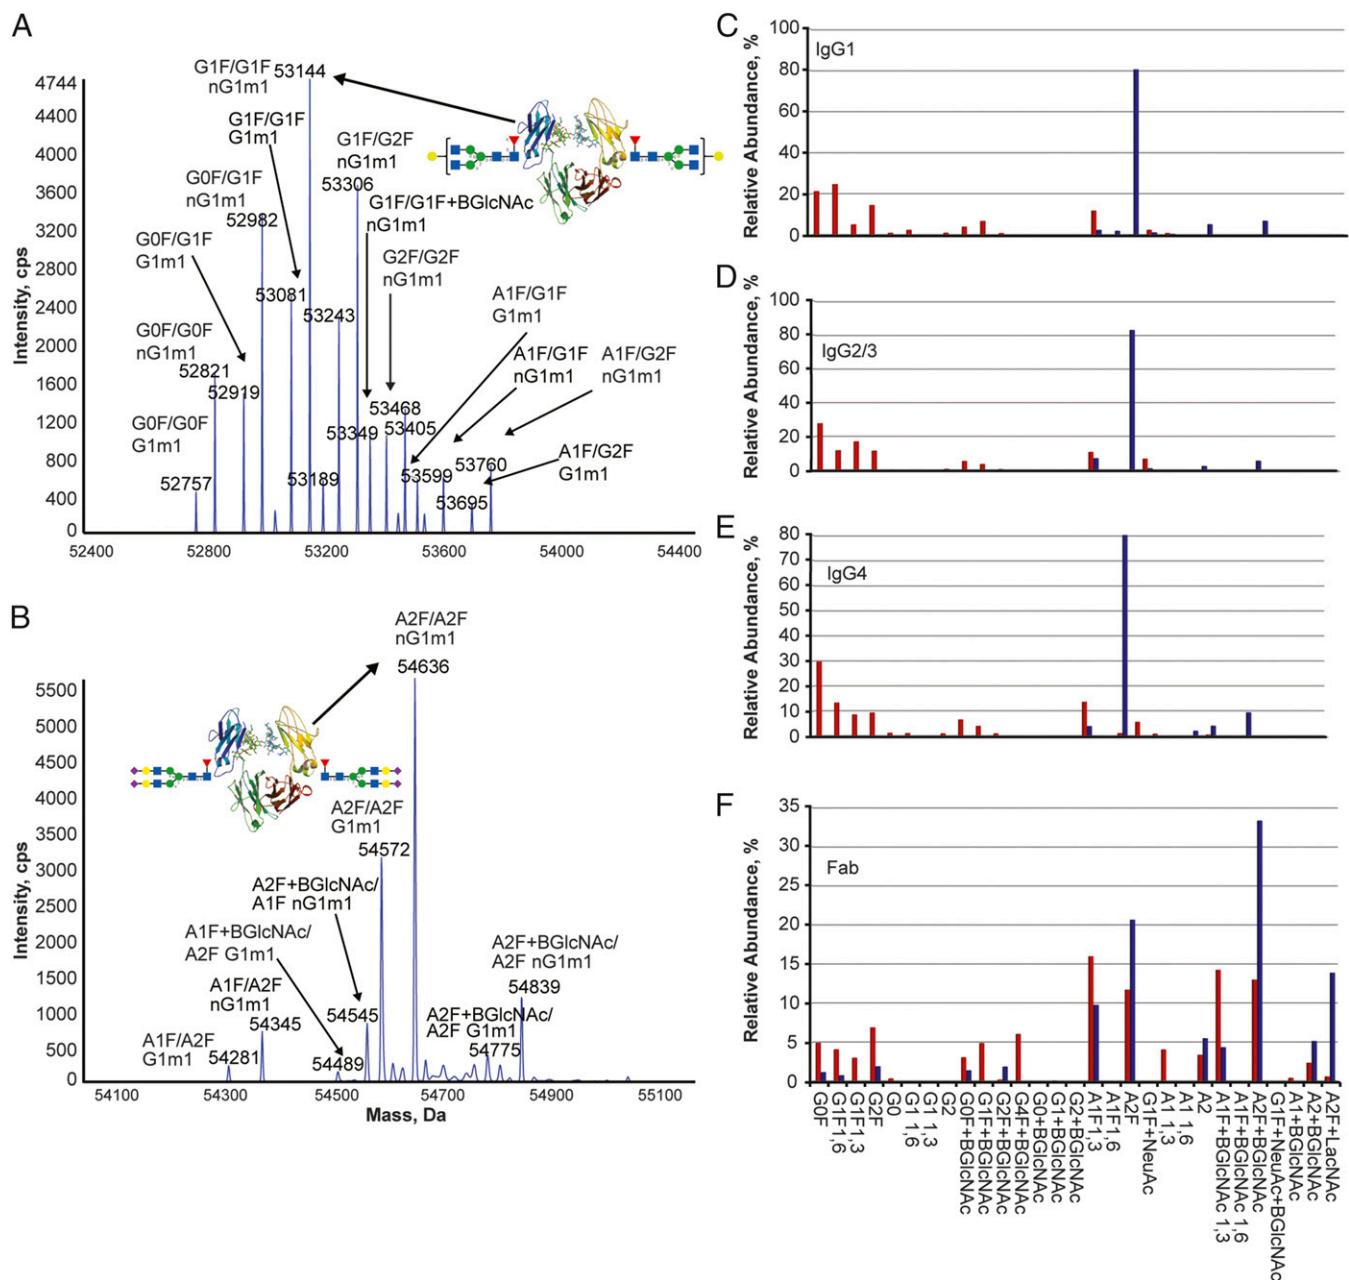 A
Intensity, cps
4744
4400
4000
3600
3200
2800
2400
2000
1600
1200
800
400
0
52400
52800
53200
53600
54000
54400
G1F/G1F
nG1m1
53144
G1F/G1F
G1m1
G1F/G2F
nG1m1
53306
G0F/G1F
nG1m1
52982
G1F/G1F+BGlcNAc
nG1m1
G0F/G1F
G1m1
G2F/G2F
nG1m1
53081
53243
A1F/G1F
G1m1
G0F/G0F
nG1m1
52821
52919
A1F/G1F
nG1m1
A1F/G2F
nG1m1
G0F/G0F
G1m1
53468
53405
53349
A1F/G2F
G1m1
52757
53189
53599
53760
53695
B
Intensity, cps
5500
5000
4500
4000
3500
3000
2500
2000
1500
1000
500
0
54100
54300
54500
54700
54900
55100
Mass, Da
A2F/A2F
nG1m1
54636
A2F/A2F
G1m1
54572
A2F+BGlcNAc/
A1F nG1m1
A1F+BGlcNAc/
A2F G1m1
A2F+BGlcNAc/
A2F nG1m1
54839
A1F/A2F
nG1m1
54345
54545
A2F+BGlcNAc/
A2F G1m1
54775
A1F/A2F
G1m1
54281
54489
C
Relative Abundance, %
IgG1
100
80
60
40
20
0
D
Relative Abundance, %
IgG2/3
100
80
60
40
20
0
E
Relative Abundance, %
IgG4
80
70
60
50
40
30
20
10
0
F
Relative Abundance, %
Fab
35
30
25
20
15
10
5
0
G0F
G1F1,6
G1F1,3
G2F
G0
G1 1,6
G1 1,3
G2
G0F+BGlcNAc
G1F+BGlcNAc
G2F+BGlcNAc
G4F+BGlcNAc
G0+BGlcNAc
G1+BGlcNAc
G2+BGlcNAc
A1F1,3
A1F1,6
A2F
G1F+NeuAc
A1 1,3
A1 1,6
A2
A1F+BGlcNAc 1,3
A1F+BGlcNAc 1,6
A2F+BGlcNAc
G1F+NeuAc+BGlcNAc
A1+BGlcNAc
A2+BGlcNAc
A2F+LacNAc